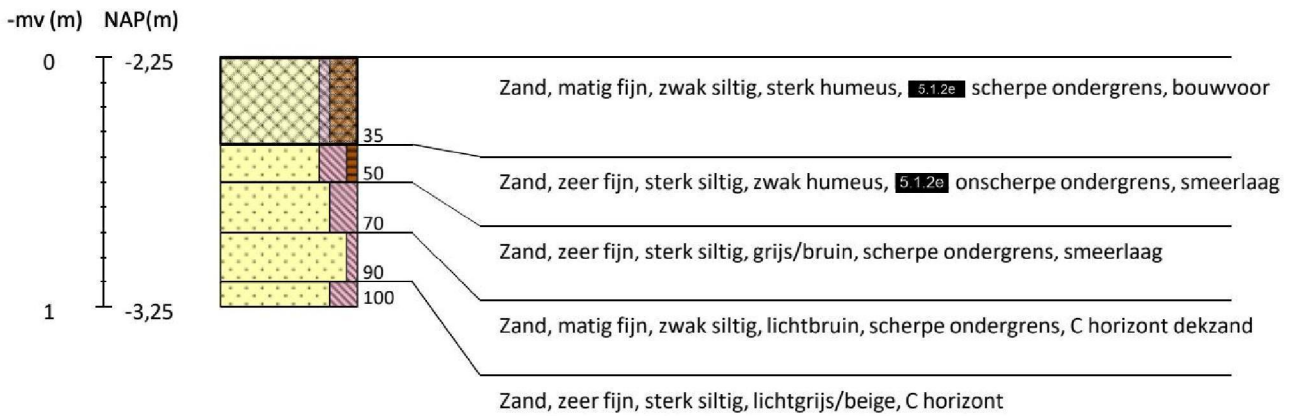 -mv (m) NAP(m)
0 -2,25
Zand, matig fijn, zwak siltig, sterk humeus, 5.1.2e scherpe ondergrens, bouwvoor
35
50
Zand, zeer fijn, sterk siltig, zwak humeus, 5.1.2e onscherpe ondergrens, smeerlaag
70
Zand, zeer fijn, sterk siltig, grijs/bruin, scherpe ondergrens, smeerlaag
90
100
1 -3,25
Zand, matig fijn, zwak siltig, lichtbruin, scherpe ondergrens, C horizont dekzand
Zand, zeer fijn, sterk siltig, lichtgrijs/beige, C horizont